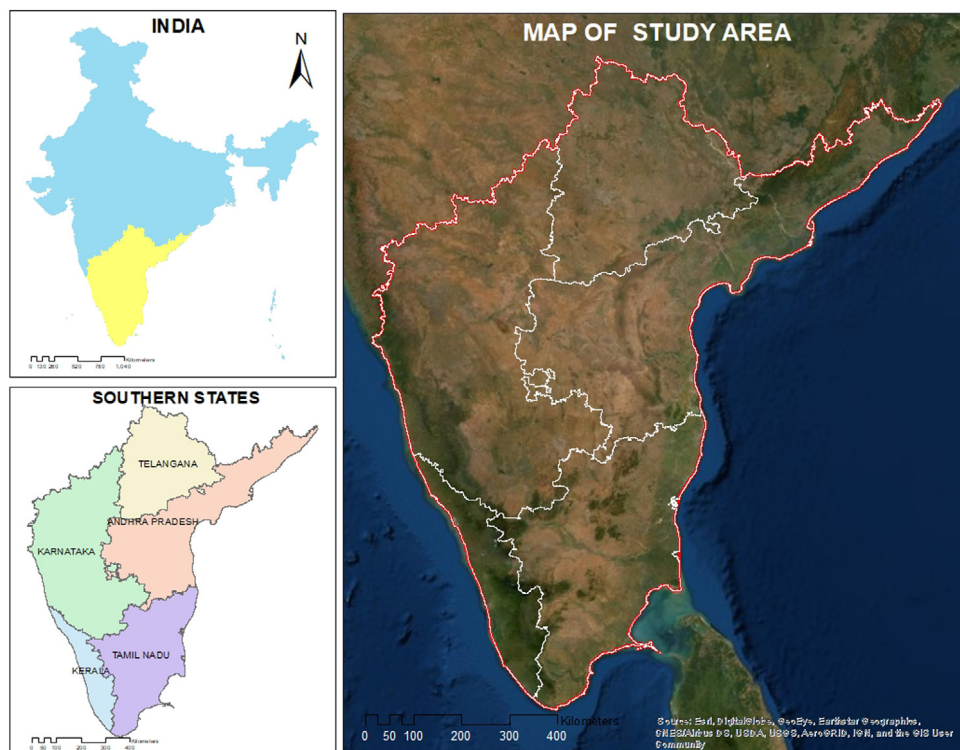 INDIA
N
Kilometers
0 130 260 520 780 1,040
SOUTHERN STATES
TELANGANA
ANDHRA PRADESH
KARNATAKA
TAMIL NADU
KERALA
Kilometers
0 50 100 200 300 400
MAP OF STUDY AREA
Kilometers
0 50 100 200 300 400
Source: Esri, DigitalGlobe, GeoEye, Earthstar Geographics,
CNES/Airbus DS, USDA, USGS, AeroGRID, IGN, and the GIS User
Community